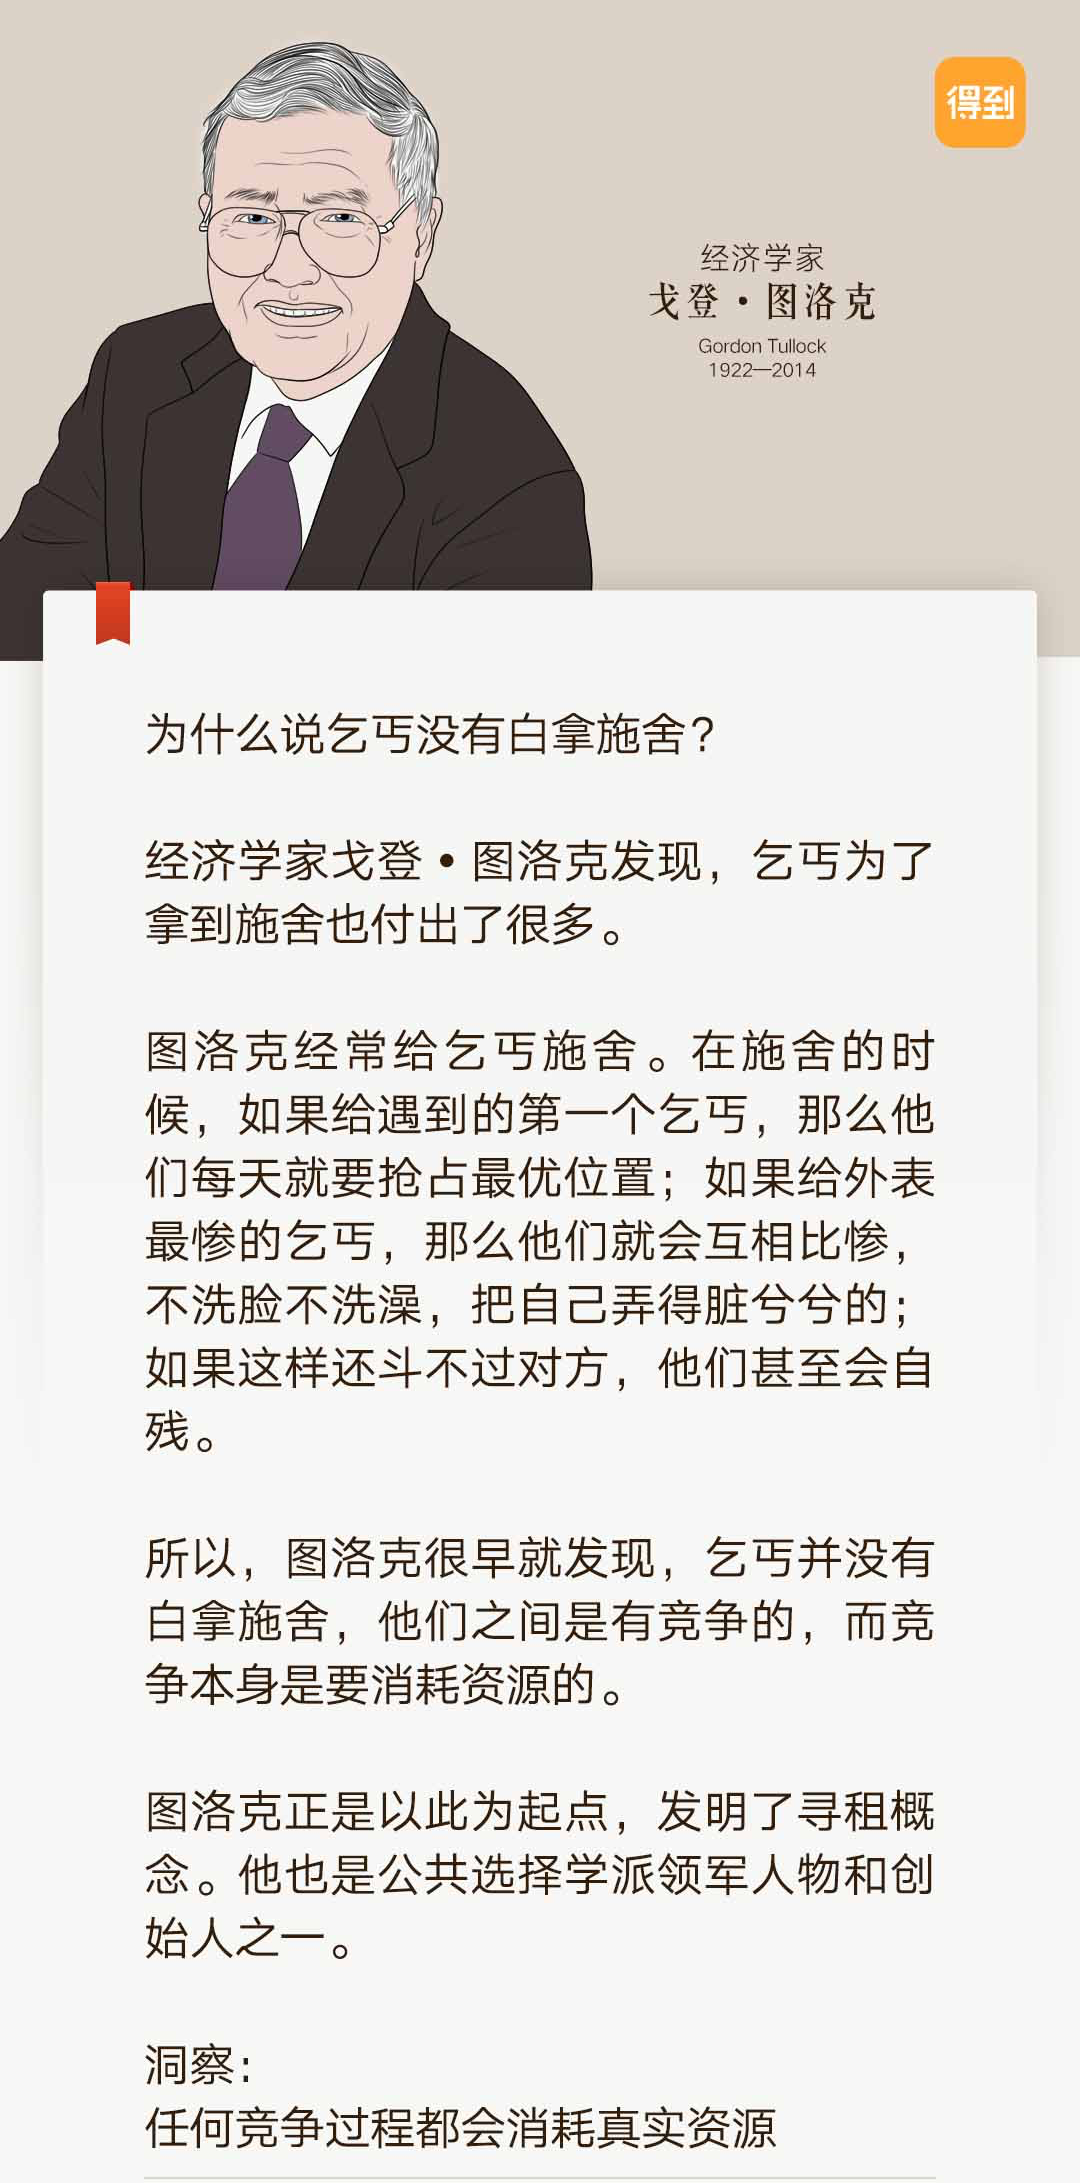 得到
经济学家
戈登·图洛克
Gordon Tullock
1922—2014
为什么说乞丐没有白拿施舍？
经济学家戈登•图洛克发现，乞丐为了
拿到施舍也付出了很多。
图洛克经常给乞丐施舍。在施舍的时
候，如果给遇到的第一个乞丐，那么他
们每天就要抢占最优位置；如果给外表
最惨的乞丐，那么他们就会互相比惨，
不洗脸不洗澡，把自己弄得脏兮兮的；
如果这样还斗不过对方，他们甚至会自
残。
所以，图洛克很早就发现，乞丐并没有
白拿施舍，他们之间是有竞争的，而竞
争本身是要消耗资源的。
图洛克正是以此为起点，发明了寻租概
念。他也是公共选择学派领军人物和创
始人之一。
洞察：
任何竞争过程都会消耗真实资源